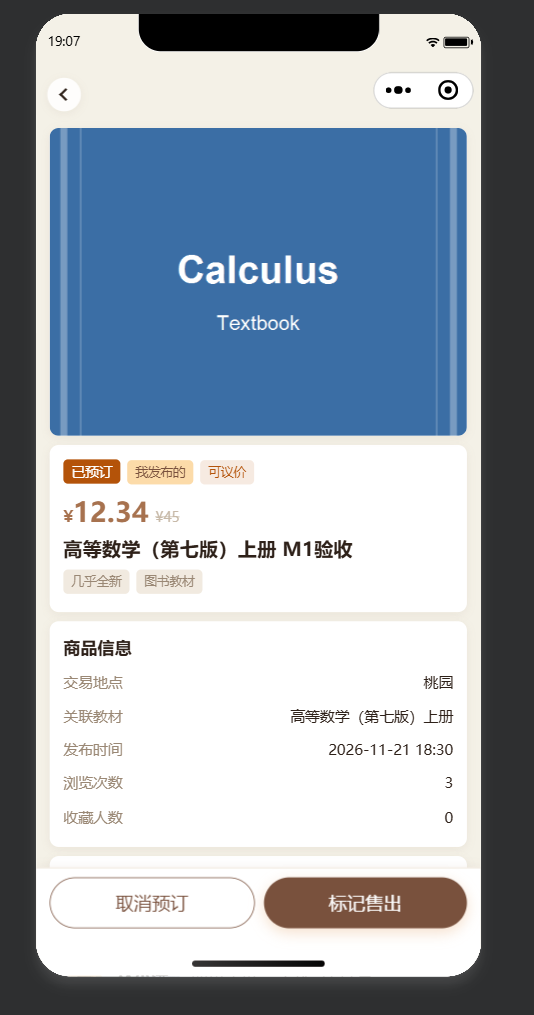 19:07
Calculus
Textbook
已预订 我发布的 可议价
¥12.34 ¥45
高等数学（第七版）上册 M1验收
几乎全新 图书教材
商品信息
交易地点 桃园
关联教材 高等数学（第七版）上册
发布时间 2026-11-21 18:30
浏览次数 3
收藏人数 0
取消预订 标记售出